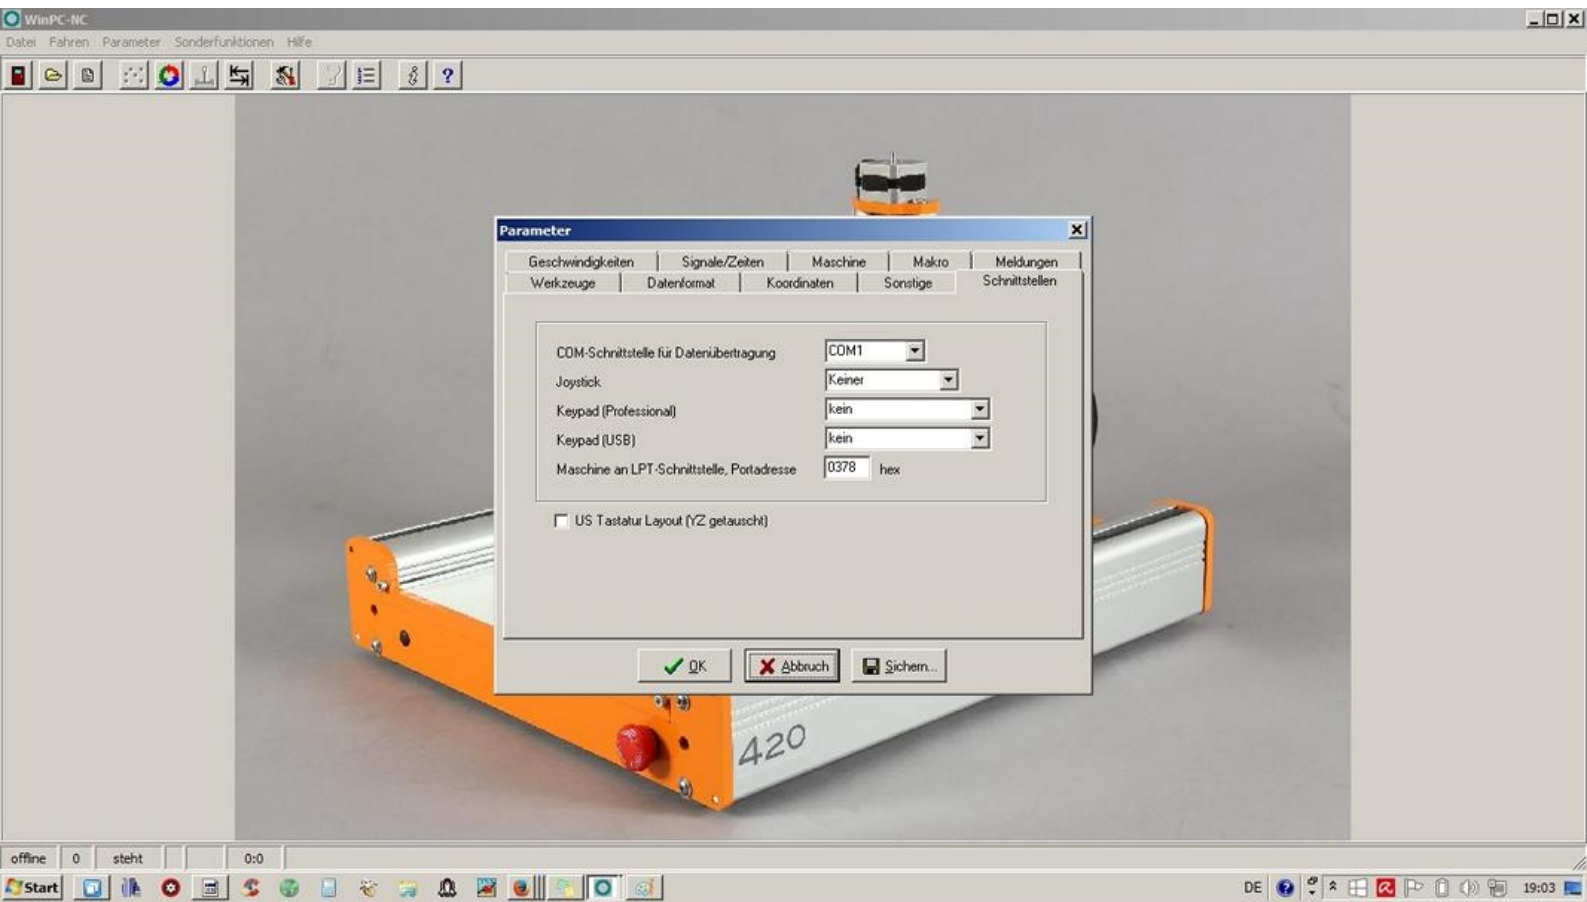 WinPC-NC
Datei Fahren Parameter Sonderfunktionen Hilfe
Parameter
Geschwindigkeiten Signale/Zeiten Maschine Makro Meldungen
Werkzeuge Datenformat Koordinaten Sonstige Schnittstellen
COM-Schnittstelle für Datenübertragung COM1
Joystick Keiner
Keypad (Professional) kein
Keypad (USB) kein
Maschine an LPT-Schnittstelle, Portadresse 0378 hex
US Tastatur Layout (YZ getauscht)
OK Abbruch Sichern...
420
offline 0 steht 0:0
Start DE 19:03